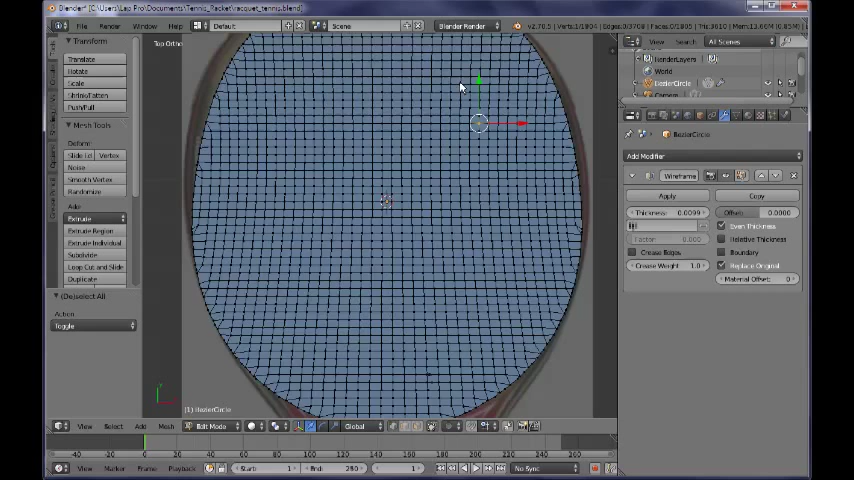 Blender* [C:\Users\Lap Pro\Documents\Tennis_Racket\racquet_tennis.blend]
File Render Window Help Default Scene Blender Render v2.70.5 | Verts:1/1804 | Edges:0/3708 | Faces:0/1805 | Tris:3610 | Mem:13.66M
Transform
Translate
Rotate
Scale
Shrink/Fatten
Push/Pull
Mesh Tools
Deform:
Slide Ed Vertex
Noise
Smooth Vertex
Randomize
Add:
Extrude
Extrude Region
Extrude Individual
Subdivide
Loop Cut and Slide
Duplicate
(De)select All
Action
Toggle
Top Ortho
(1) BezierCircle
View Search All Scenes
RenderLayers
World
BezierCircle
Camera
BezierCircle
Add Modifier
Wireframe
Apply Copy
Thickness: 0.0099 Offset: 0.0000
Even Thickness
Factor: 0.000 Relative Thickness
Crease Edges Boundary
Crease Weight: 1.0 Replace Original
Material Offset: 0
View Select Add Mesh Edit Mode Global
-40 -20 0 20 40 60 80 100 120 140 160 180 200 220 240 260
View Marker Frame Playback Start: 1 End: 250 1 No Sync